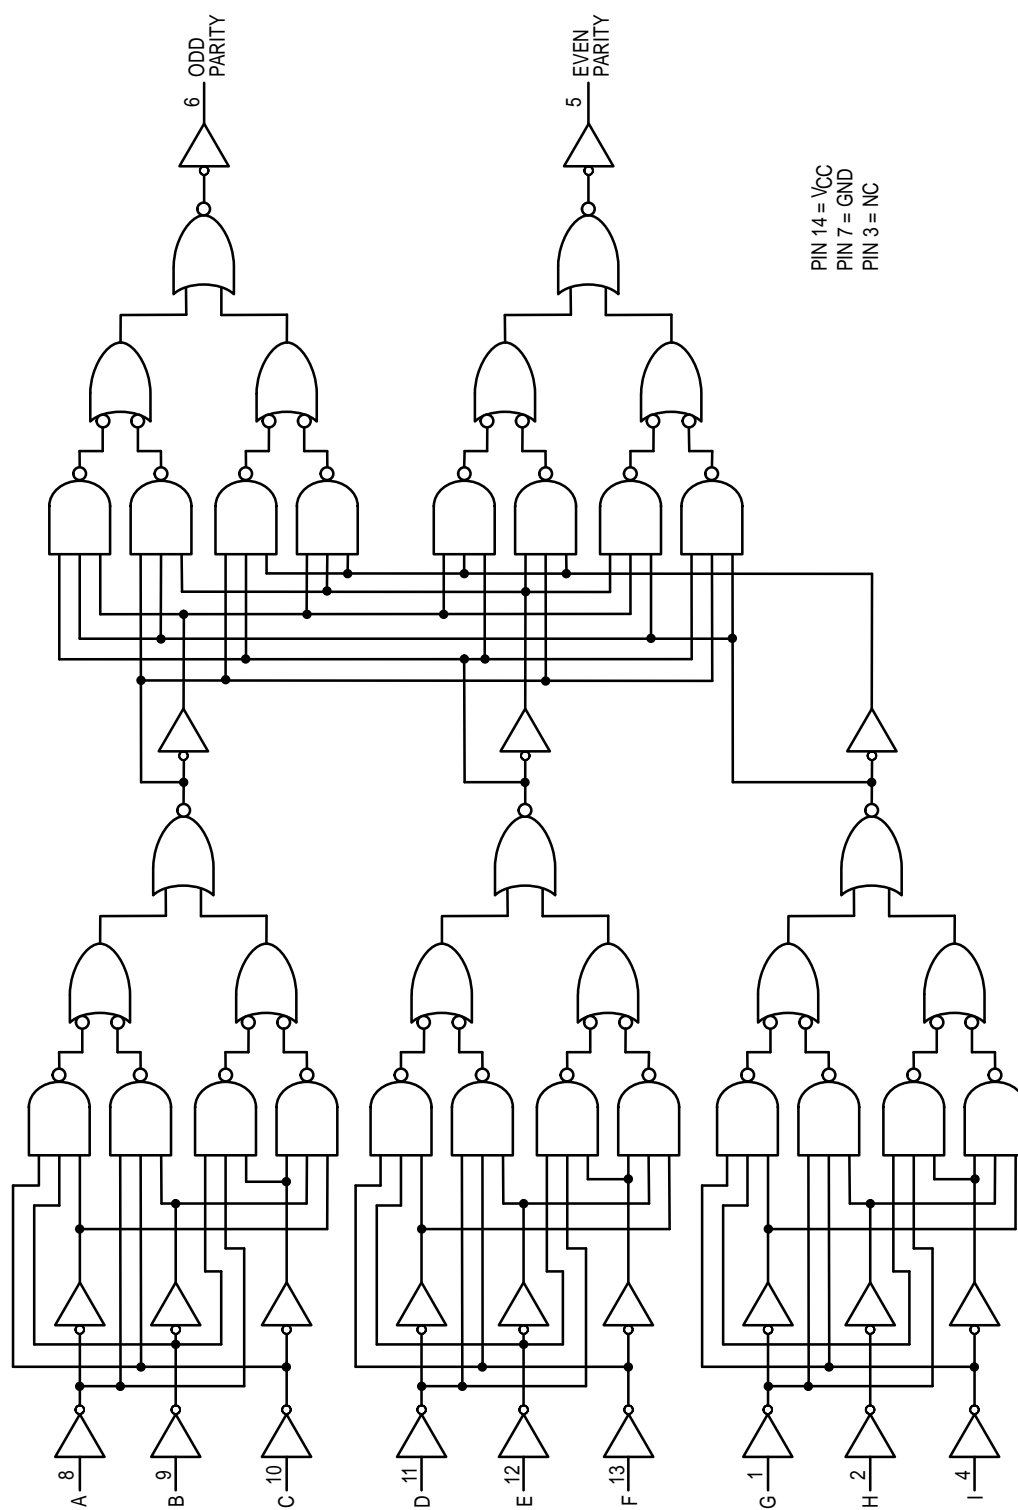 A
8
B
9
C
10
D
11
E
12
F
13
G
1
H
2
I
4
6
ODD
PARITY
5
EVEN
PARITY
PIN 14 = VCC
PIN 7 = GND
PIN 3 = NC